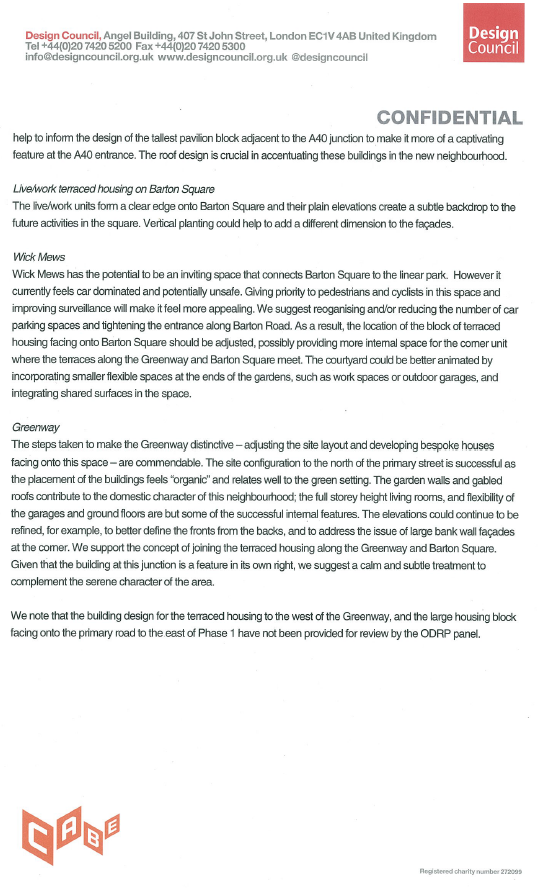 Design Council, Angel Building, 407 St John Street, London EC1V 4AB United Kingdom
Tel +44(0)20 7420 5200 Fax +44(0)20 7420 5300
info@designcouncil.org.uk www.designcouncil.org.uk @designcouncil
Design
Council
CONFIDENTIAL
help to inform the design of the tallest pavilion block adjacent to the A40 junction to make it more of a captivating
feature at the A40 entrance. The roof design is crucial in accentuating these buildings in the new neighbourhood.
Live/work terraced housing on Barton Square
The live/work units form a clear edge onto Barton Square and their plain elevations create a subtle backdrop to the
future activities in the square. Vertical planting could help to add a different dimension to the façades.
Wick Mews
Wick Mews has the potential to be an inviting space that connects Barton Square to the linear park. However it
currently feels car dominated and potentially unsafe. Giving priority to pedestrians and cyclists in this space and
improving surveillance will make it feel more appealing. We suggest reoganising and/or reducing the number of car
parking spaces and tightening the entrance along Barton Road. As a result, the location of the block of terraced
housing facing onto Barton Square should be adjusted, possibly providing more internal space for the corner unit
where the terraces along the Greenway and Barton Square meet. The courtyard could be better animated by
incorporating smaller flexible spaces at the ends of the gardens, such as work spaces or outdoor garages, and
integrating shared surfaces in the space.
Greenway
The steps taken to make the Greenway distinctive – adjusting the site layout and developing bespoke houses
facing onto this space – are commendable. The site configuration to the north of the primary street is successful as
the placement of the buildings feels "organic" and relates well to the green setting. The garden walls and gabled
roofs contribute to the domestic character of this neighbourhood; the full storey height living rooms, and flexibility of
the garages and ground floors are but some of the successful internal features. The elevations could continue to be
refined, for example, to better define the fronts from the backs, and to address the issue of large bank wall façades
at the corner. We support the concept of joining the terraced housing along the Greenway and Barton Square.
Given that the building at this junction is a feature in its own right, we suggest a calm and subtle treatment to
complement the serene character of the area.
We note that the building design for the terraced housing to the west of the Greenway, and the large housing block
facing onto the primary road to the east of Phase 1 have not been provided for review by the ODRP panel.
CABE
Registered charity number 272099